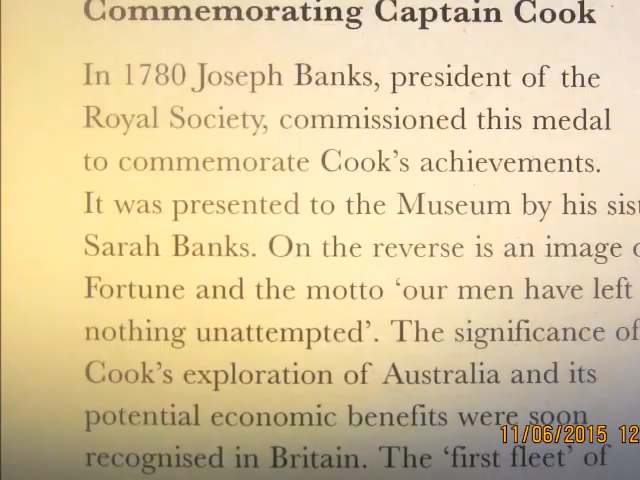 Commemorating Captain Cook
In 1780 Joseph Banks, president of the
Royal Society, commissioned this medal
to commemorate Cook's achievements.
It was presented to the Museum by his sist
Sarah Banks. On the reverse is an image o
Fortune and the motto ‘our men have left
nothing unattempted’. The significance of
Cook's exploration of Australia and its
potential economic benefits were soon
recognised in Britain. The ‘first fleet’ of
11/06/2015 12